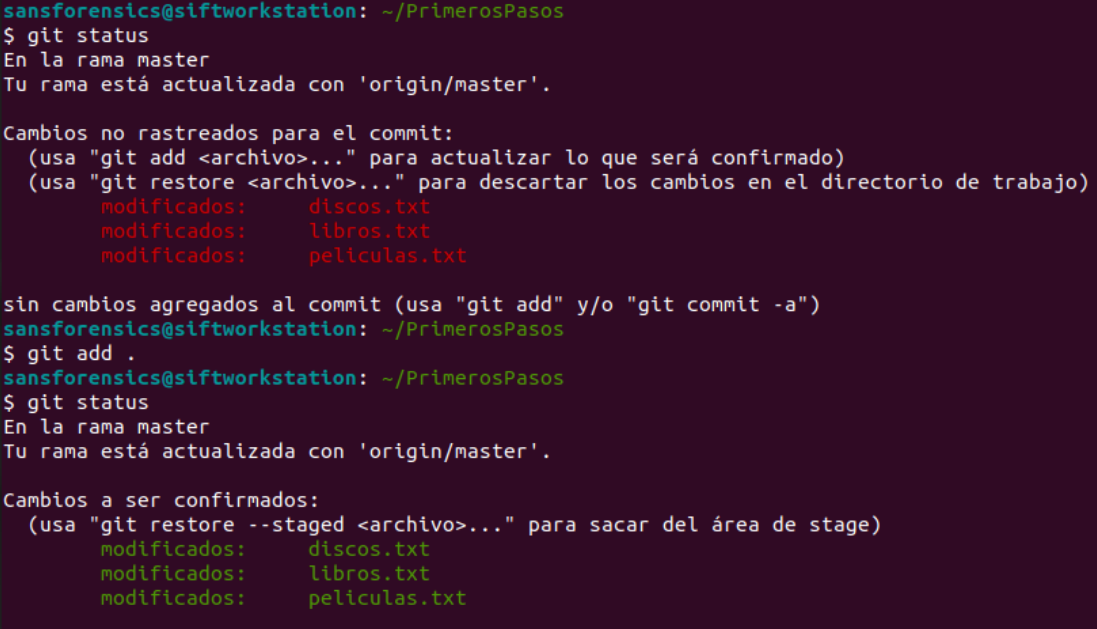 sansforensics@siftworkstation: ~/PrimerosPasos
$ git status
En la rama master
Tu rama está actualizada con 'origin/master'.

Cambios no rastreados para el commit:
  (usa "git add <archivo>..." para actualizar lo que será confirmado)
  (usa "git restore <archivo>..." para descartar los cambios en el directorio de trabajo)
        modificados:     discos.txt
        modificados:     libros.txt
        modificados:     peliculas.txt

sin cambios agregados al commit (usa "git add" y/o "git commit -a")
sansforensics@siftworkstation: ~/PrimerosPasos
$ git add .
sansforensics@siftworkstation: ~/PrimerosPasos
$ git status
En la rama master
Tu rama está actualizada con 'origin/master'.

Cambios a ser confirmados:
  (usa "git restore --staged <archivo>..." para sacar del área de stage)
        modificados:     discos.txt
        modificados:     libros.txt
        modificados:     peliculas.txt